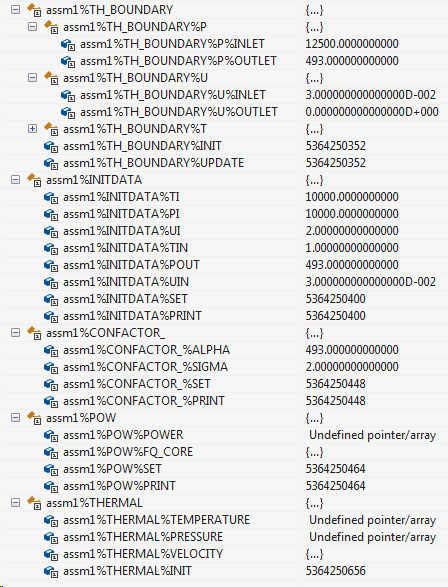 assm1%TH_BOUNDARY {...}
assm1%TH_BOUNDARY%P {...}
assm1%TH_BOUNDARY%P%INLET 12500.0000000000
assm1%TH_BOUNDARY%P%OUTLET 493.000000000000
assm1%TH_BOUNDARY%U {...}
assm1%TH_BOUNDARY%U%INLET 3.000000000000000D-002
assm1%TH_BOUNDARY%U%OUTLET 0.000000000000000D+000
assm1%TH_BOUNDARY%T {...}
assm1%TH_BOUNDARY%INIT 5364250352
assm1%TH_BOUNDARY%UPDATE 5364250352
assm1%INITDATA {...}
assm1%INITDATA%TI 10000.0000000000
assm1%INITDATA%PI 10000.0000000000
assm1%INITDATA%UI 2.00000000000000
assm1%INITDATA%TIN 1.00000000000000
assm1%INITDATA%POUT 493.000000000000
assm1%INITDATA%UIN 3.000000000000000D-002
assm1%INITDATA%SET 5364250400
assm1%INITDATA%PRINT 5364250400
assm1%CONFACTOR_ {...}
assm1%CONFACTOR_%ALPHA 493.000000000000
assm1%CONFACTOR_%SIGMA 2.00000000000000
assm1%CONFACTOR_%SET 5364250448
assm1%CONFACTOR_%PRINT 5364250448
assm1%POW {...}
assm1%POW%POWER Undefined pointer/array
assm1%POW%FQ_CORE {...}
assm1%POW%SET 5364250464
assm1%POW%PRINT 5364250464
assm1%THERMAL {...}
assm1%THERMAL%TEMPERATURE Undefined pointer/array
assm1%THERMAL%PRESSURE Undefined pointer/array
assm1%THERMAL%VELOCITY {...}
assm1%THERMAL%INIT 5364250656